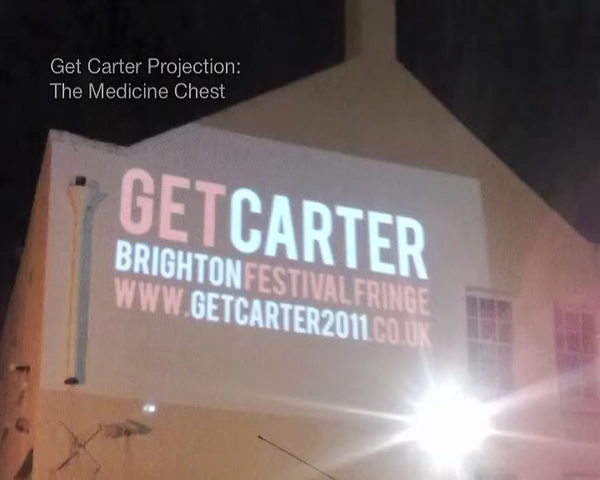 Get Carter Projection:
The Medicine Chest
GETCARTER
BRIGHTONFESTIVALFRINGE
WWW.GETCARTER2011.CO.UK